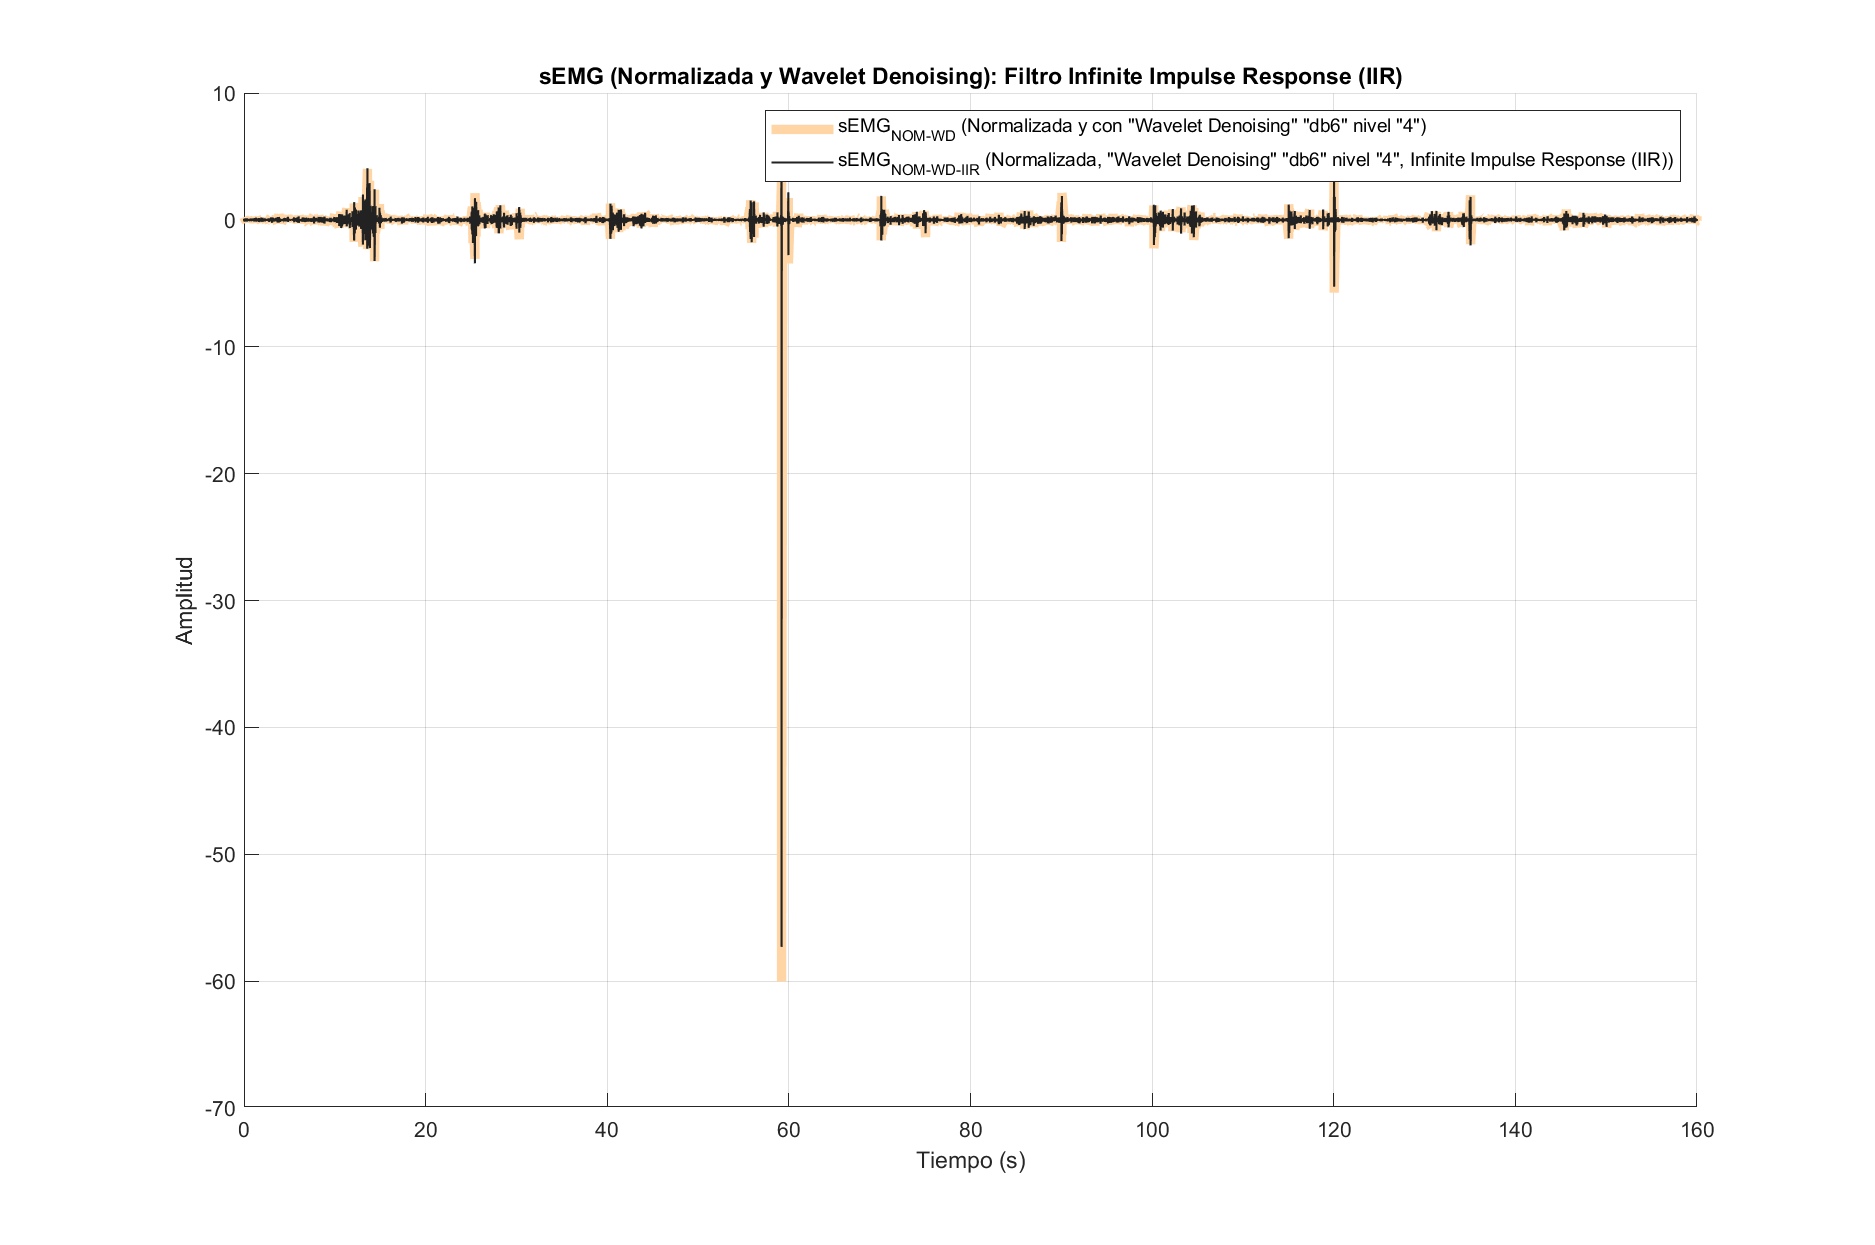 sEMG (Normalizada y Wavelet Denoising): Filtro Infinite Impulse Response (IIR)
sEMG_NOM-WD (Normalizada y con "Wavelet Denoising" "db6" nivel "4")
sEMG_NOM-WD-IIR (Normalizada, "Wavelet Denoising" "db6" nivel "4", Infinite Impulse Response (IIR))
10
0
-10
-20
-30
-40
-50
-60
-70
Amplitud
0 20 40 60 80 100 120 140 160
Tiempo (s)